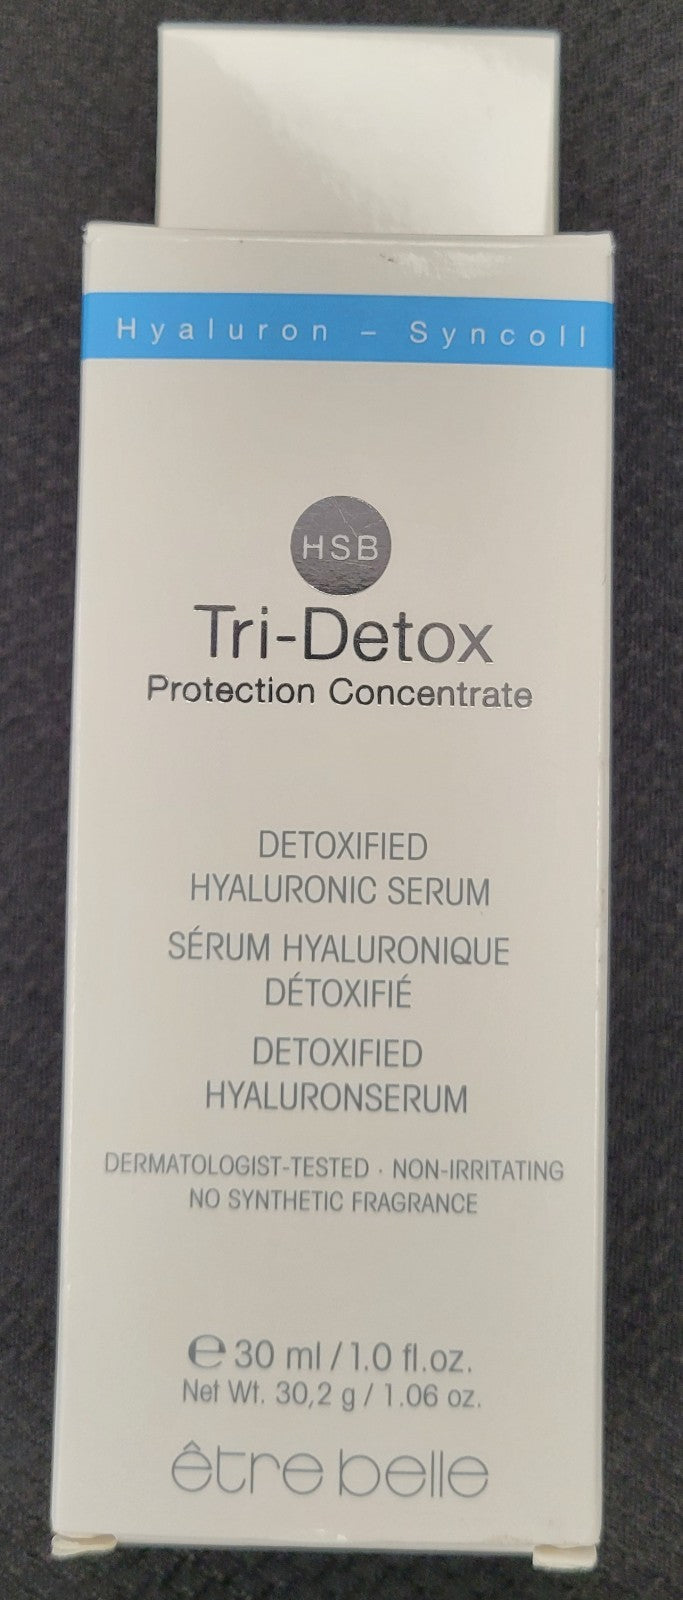 Hyaluron – Syncoll
HSB
Tri-Detox
Protection Concentrate
DETOXIFIED
HYALURONIC SERUM
SÉRUM HYALURONIQUE
DÉTOXIFIÉ
DETOXIFIED
HYALURONSERUM
DERMATOLOGIST-TESTED · NON-IRRITATING
NO SYNTHETIC FRAGRANCE
℮ 30 ml / 1.0 fl.oz.
Net Wt. 30,2 g / 1.06 oz.
être belle